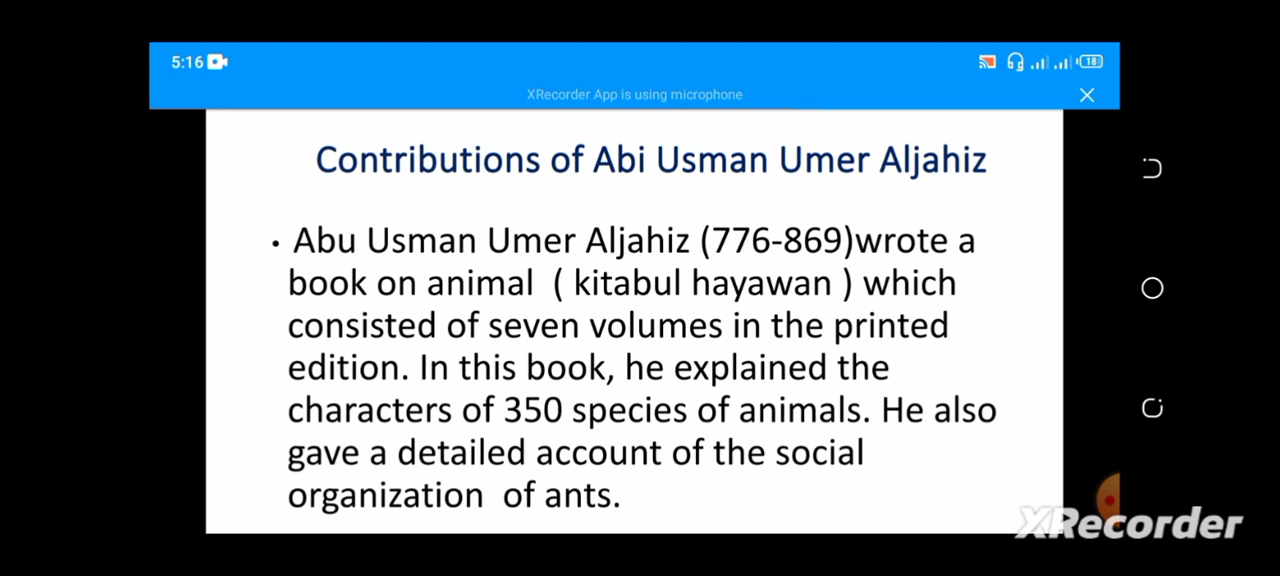 5:16
18
XRecorder App is using microphone
Contributions of Abi Usman Umer Aljahiz
• Abu Usman Umer Aljahiz (776-869)wrote a
book on animal ( kitabul hayawan ) which
consisted of seven volumes in the printed
edition. In this book, he explained the
characters of 350 species of animals. He also
gave a detailed account of the social
organization of ants.
XRecorder